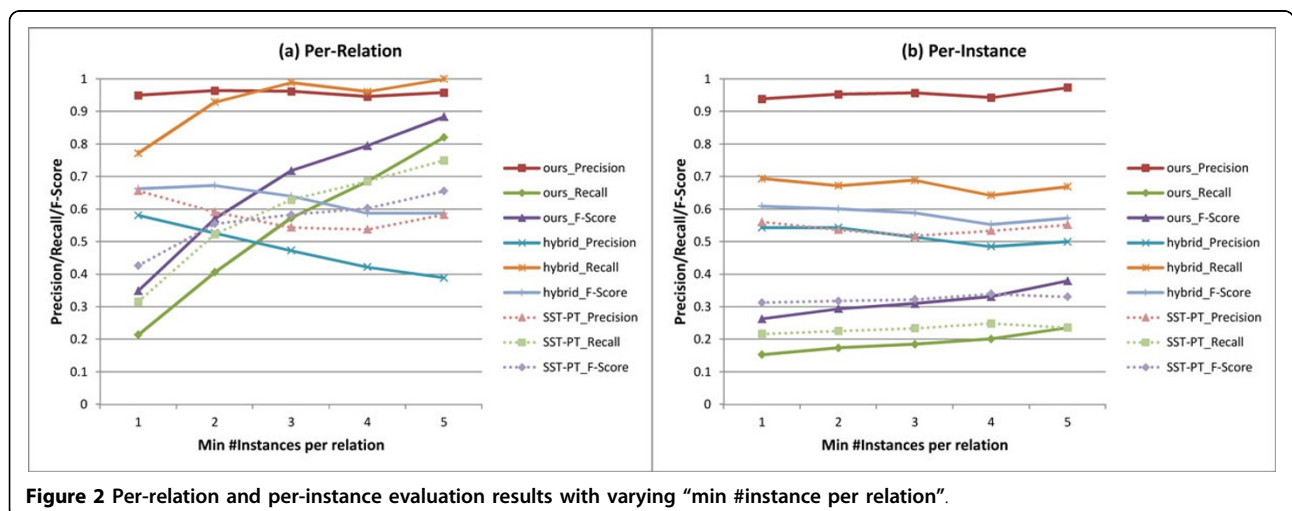 (a) Per-Relation
Precision/Recall/F-Score
1
0.9
0.8
0.7
0.6
0.5
0.4
0.3
0.2
0.1
0
1 2 3 4 5
Min #Instances per relation
ours_Precision
ours_Recall
ours_F-Score
hybrid_Precision
hybrid_Recall
hybrid_F-Score
SST-PT_Precision
SST-PT_Recall
SST-PT_F-Score
(b) Per-Instance
Precision/Recall/F-Score
1
0.9
0.8
0.7
0.6
0.5
0.4
0.3
0.2
0.1
0
1 2 3 4 5
Min #Instances per relation
ours_Precision
ours_Recall
ours_F-Score
hybrid_Precision
hybrid_Recall
hybrid_F-Score
SST-PT_Precision
SST-PT_Recall
SST-PT_F-Score
Figure 2 Per-relation and per-instance evaluation results with varying “min #instance per relation”.